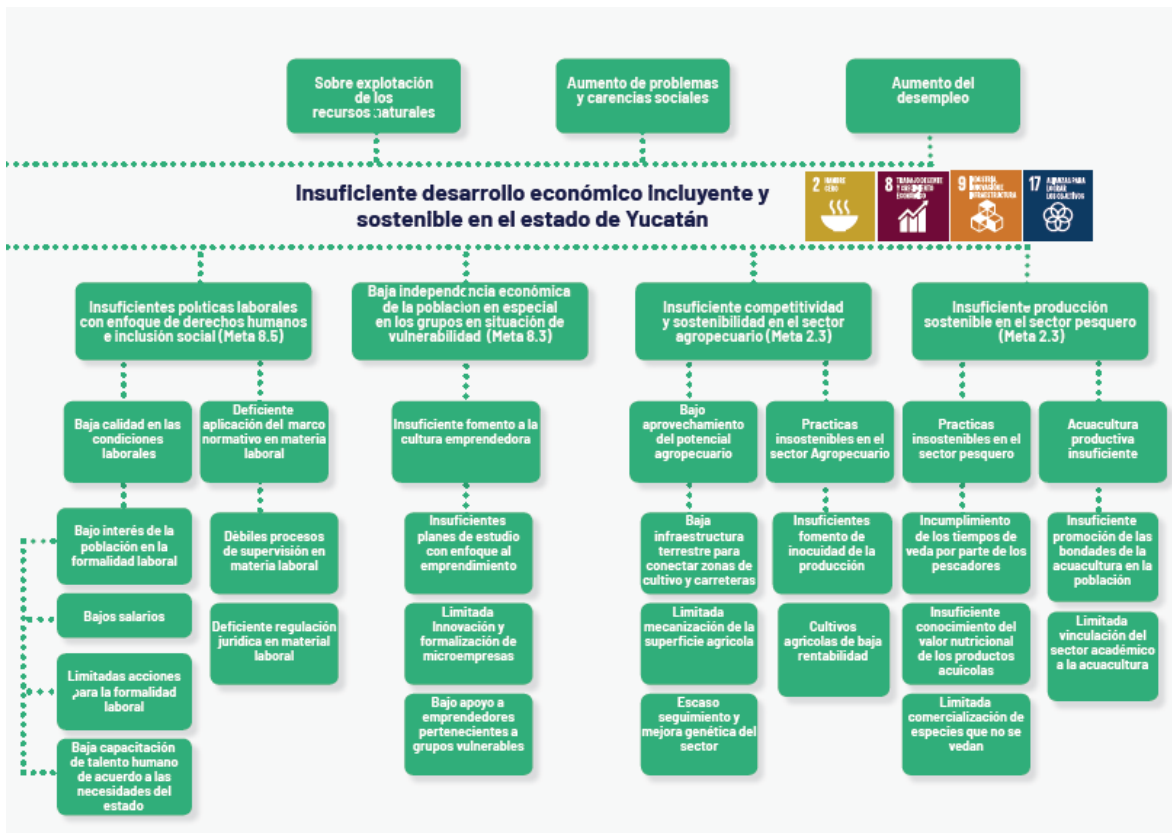 Sobre explotación
de los
recursos naturales
Aumento de problemas
y carencias sociales
Aumento del
desempleo
Insuficiente desarrollo económico Incluyente y
sostenible en el estado de Yucatán
2 HAMBRE
CERO
8 TRABAJO DECENTE
Y CRECIMIENTO
ECONÓMICO
9 INDUSTRIA,
INNOVACIÓN E
INFRAESTRUCTURA
17 ALIANZAS PARA
LOGRAR
LOS OBJETIVOS
Insuficientes políticas laborales
con enfoque de derechos humanos
e inclusión social (Meta 8.5)
Baja independencia económica
de la población en especial
en los grupos en situación de
vulnerabilidad (Meta 8.3)
Insuficiente competitividad
y sostenibilidad en el sector
agropecuario (Meta 2.3)
Insuficiente producción
sostenible en el sector pesquero
(Meta 2.3)
Baja calidad en las
condiciones
laborales
Deficiente
aplicación del marco
normativo en materia
laboral
Insuficiente fomento a la
cultura emprendedora
Bajo
aprovechamiento
del potencial
agropecuario
Practicas
insostenibles en el
sector Agropecuario
Practicas
insostenibles en el
sector pesquero
Acuacultura
productiva
insuficiente
Bajo interés de la
población en la
formalidad laboral
Débiles procesos
de supervisión en
materia laboral
Insuficientes
planes de estudio
con enfoque al
emprendimiento
Baja
infraestructura
terrestre para
conectar zonas de
cultivo y carreteras
Insuficientes
fomento de
inocuidad de la
producción
Incumplimiento
de los tiempos de
veda por parte de los
pescadores
Insuficiente
promoción de las
bondades de la
acuacultura en la
población
Bajos salarios
Deficiente regulación
jurídica en material
laboral
Limitada
Innovación y
formalización de
microempresas
Limitada
mecanización de la
superficie agrícola
Cultivos
agrícolas de baja
rentabilidad
Insuficiente
conocimiento del
valor nutricional
de los productos
acuícolas
Limitada
vinculación del
sector académico
a la acuacultura
Limitadas acciones
para la formalidad
laboral
Bajo apoyo a
emprendedores
pertenecientes a
grupos vulnerables
Escaso
seguimiento y
mejora genética del
sector
Limitada
comercialización de
especies que no se
vedan
Baja capacitación
de talento humano
de acuerdo a las
necesidades del
estado